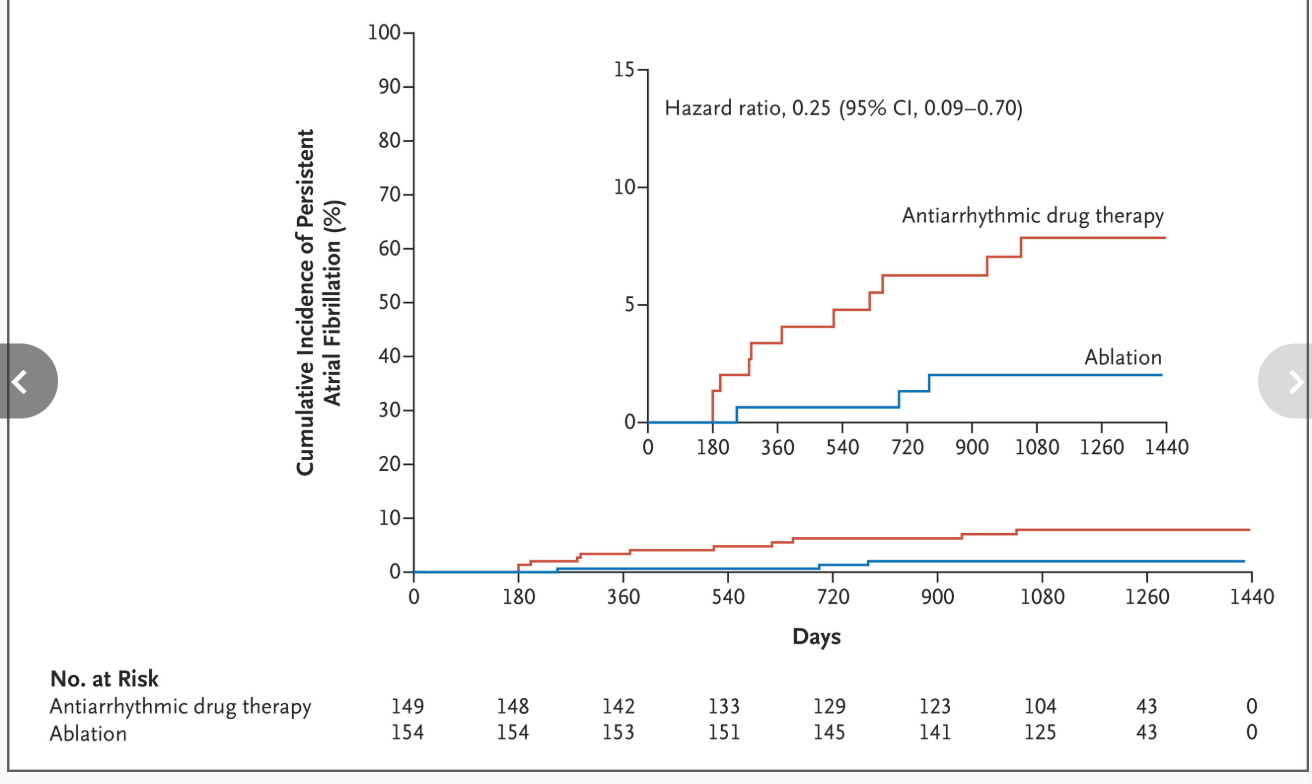 Cumulative Incidence of Persistent
Atrial Fibrillation (%)
100
90
80
70
60
50
40
30
20
10
0
0 180 360 540 720 900 1080 1260 1440
Days
15
10
5
0
0 180 360 540 720 900 1080 1260 1440
Hazard ratio, 0.25 (95% CI, 0.09–0.70)
Antiarrhythmic drug therapy
Ablation
No. at Risk
Antiarrhythmic drug therapy 149 148 142 133 129 123 104 43 0
Ablation 154 154 153 151 145 141 125 43 0